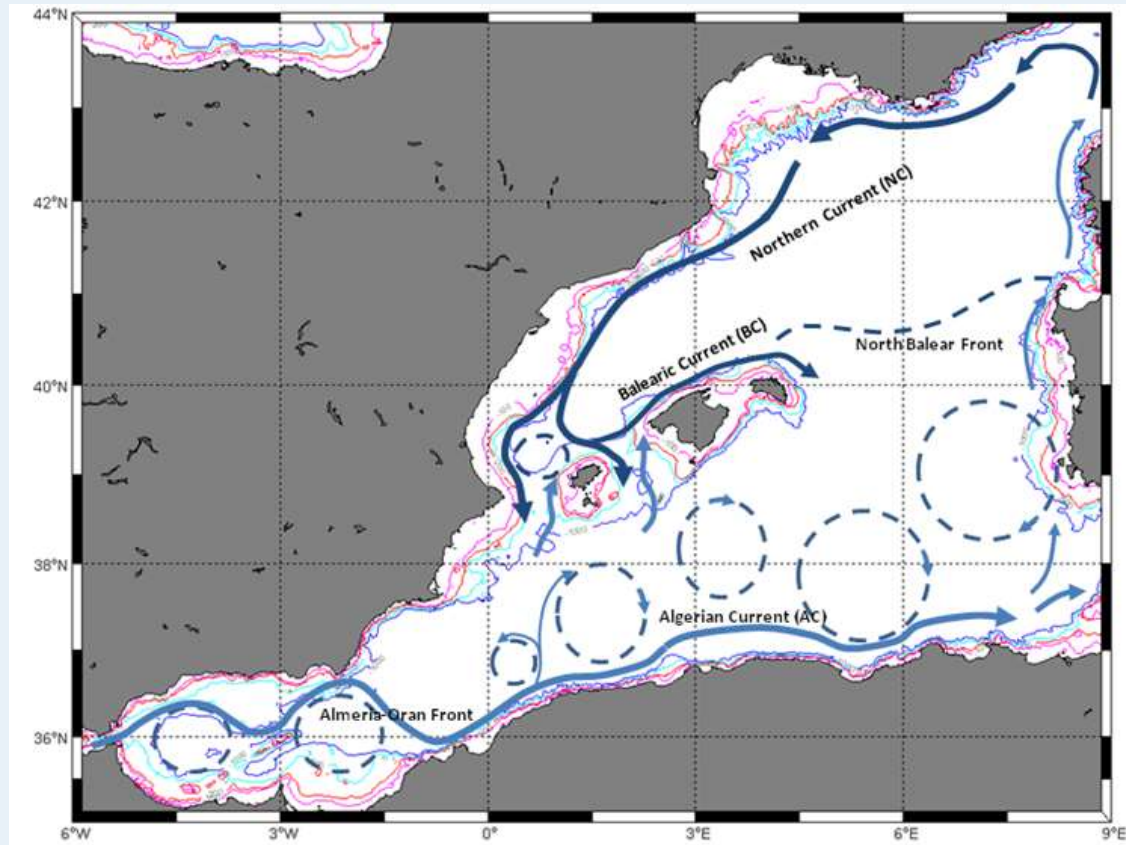 44°N
42°N
Northern Current (NC)
Balearic Current (BC)
North Balear Front
40°N
38°N
Algerian Current (AC)
Almeria-Oran Front
36°N
6°W
3°W
0°
3°E
6°E
9°E